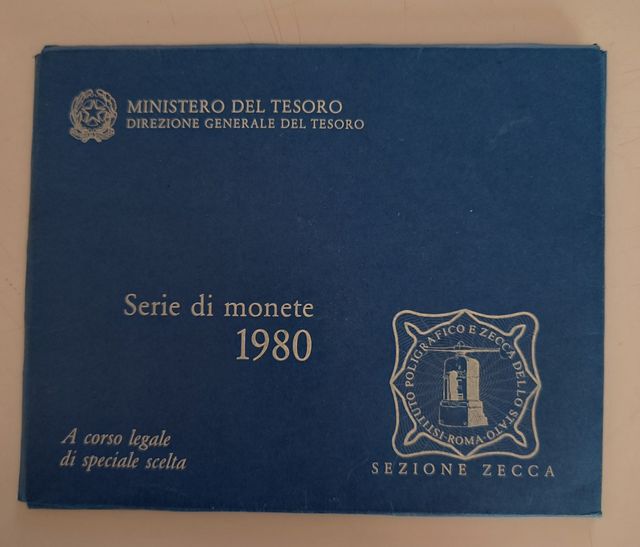 MINISTERO DEL TESORO
DIREZIONE GENERALE DEL TESORO
Serie di monete
1980
A corso legale
di speciale scelta
ISTITUTO POLIGRAFICO E ZECCA DELLO STATO
·ROMA·
SEZIONE ZECCA